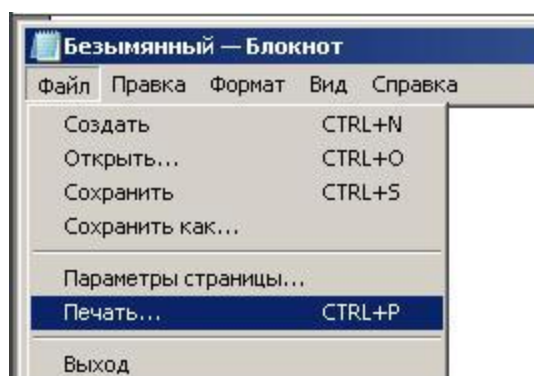 Безымянный — Блокнот
Файл Правка Формат Вид Справка
Создать CTRL+N
Открыть... CTRL+O
Сохранить CTRL+S
Сохранить как...
Параметры страницы...
Печать... CTRL+P
Выход